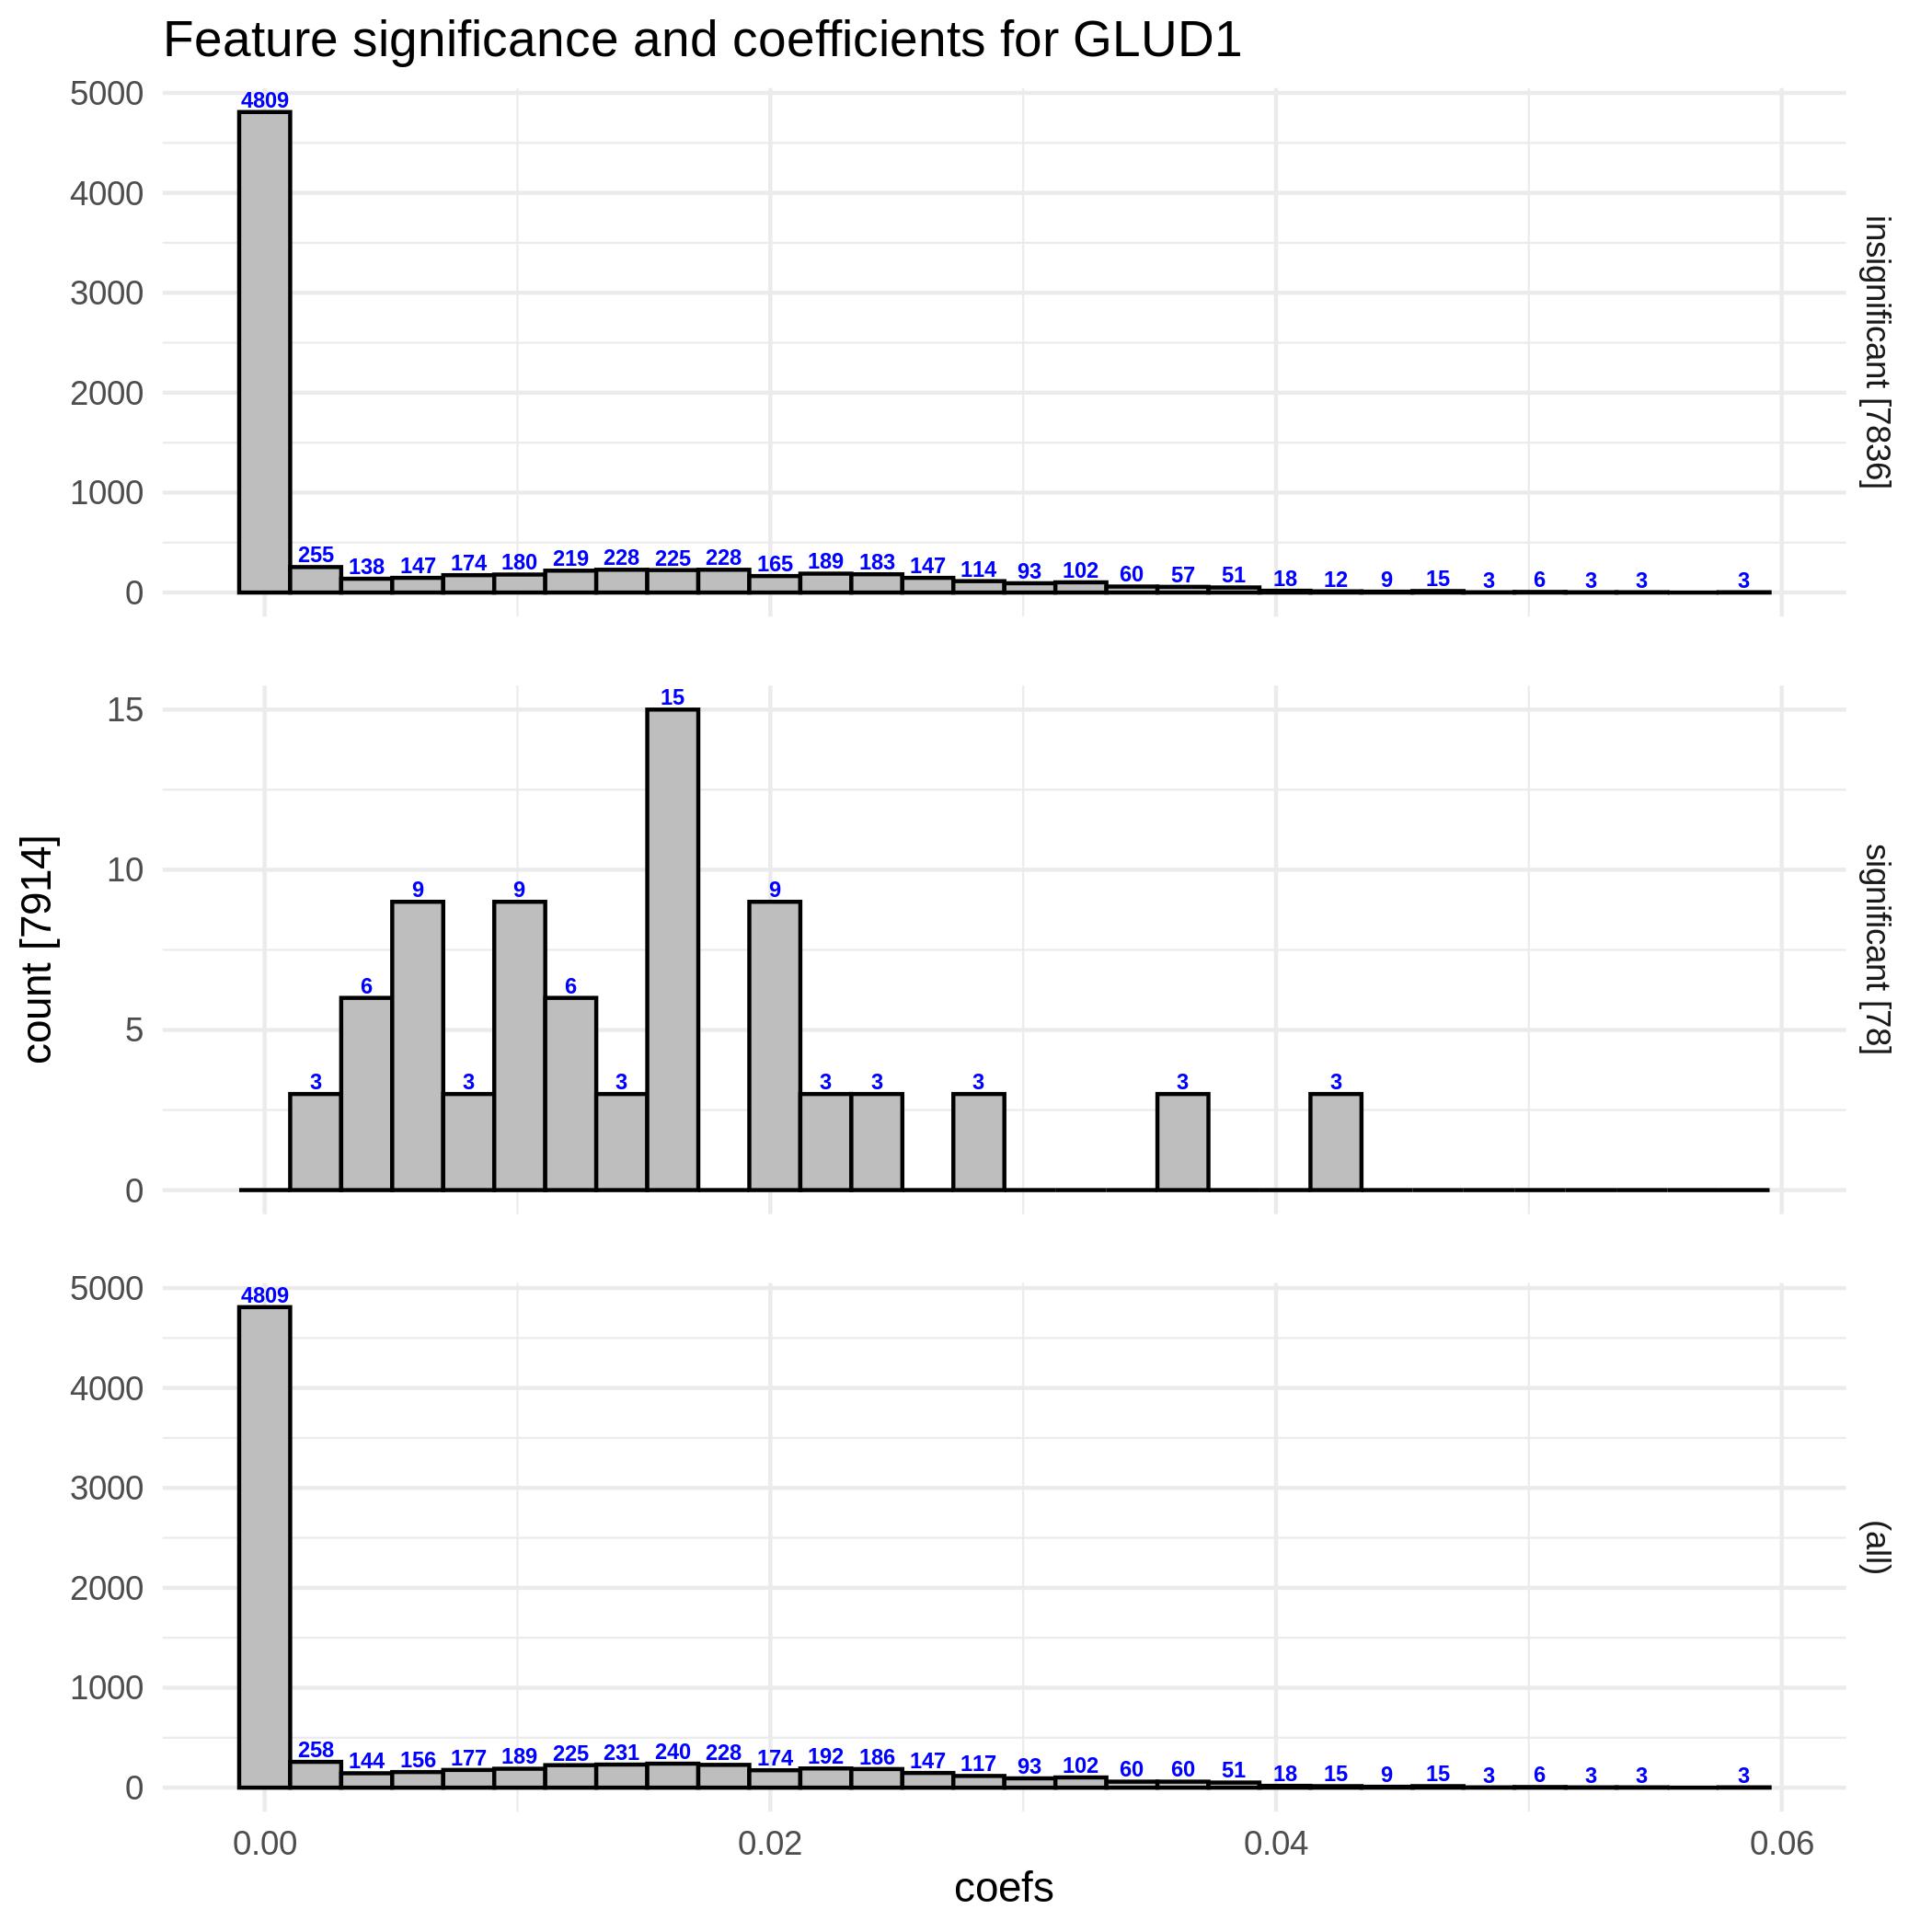 Feature significance and coefficients for GLUD1
5000
4000
3000
2000
1000
0
4809
255 138 147 174 180 219 228 225 228 165 189 183 147 114 93 102 60 57 51 18 12 9 15 3 6 3 3 3
insignificant [7836]
count [7914]
15
10
5
0
3 6 9 3 9 6 3 15 9 3 3 3 3 3
significant [78]
5000
4000
3000
2000
1000
0
4809
258 144 156 177 189 225 231 240 228 174 192 186 147 117 93 102 60 60 51 18 15 9 15 3 6 3 3 3
(all)
0.00 0.02 0.04 0.06
coefs